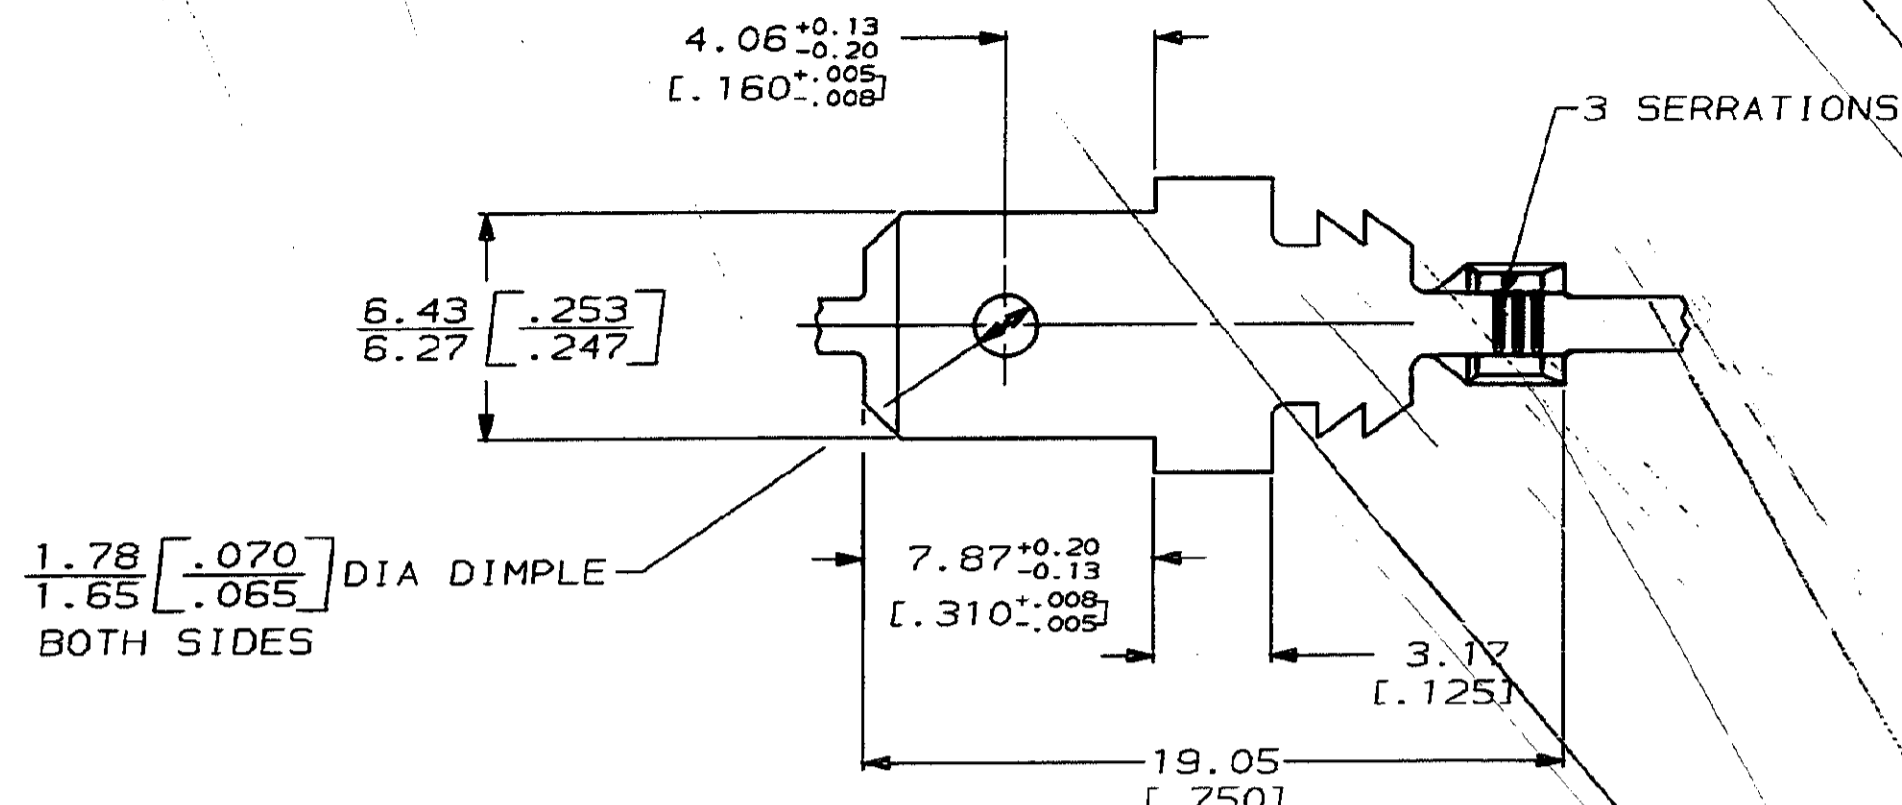 4.06 +0.13 -0.20
[.160 +.005 -.008]
3 SERRATIONS
6.43 [.253
6.27 .247]
1.78 [.070
1.65 .065] DIA DIMPLE
BOTH SIDES
7.87 +0.20 -0.13
[.310 +.008 -.005]
3.17
[.125]
19.05
[.750]